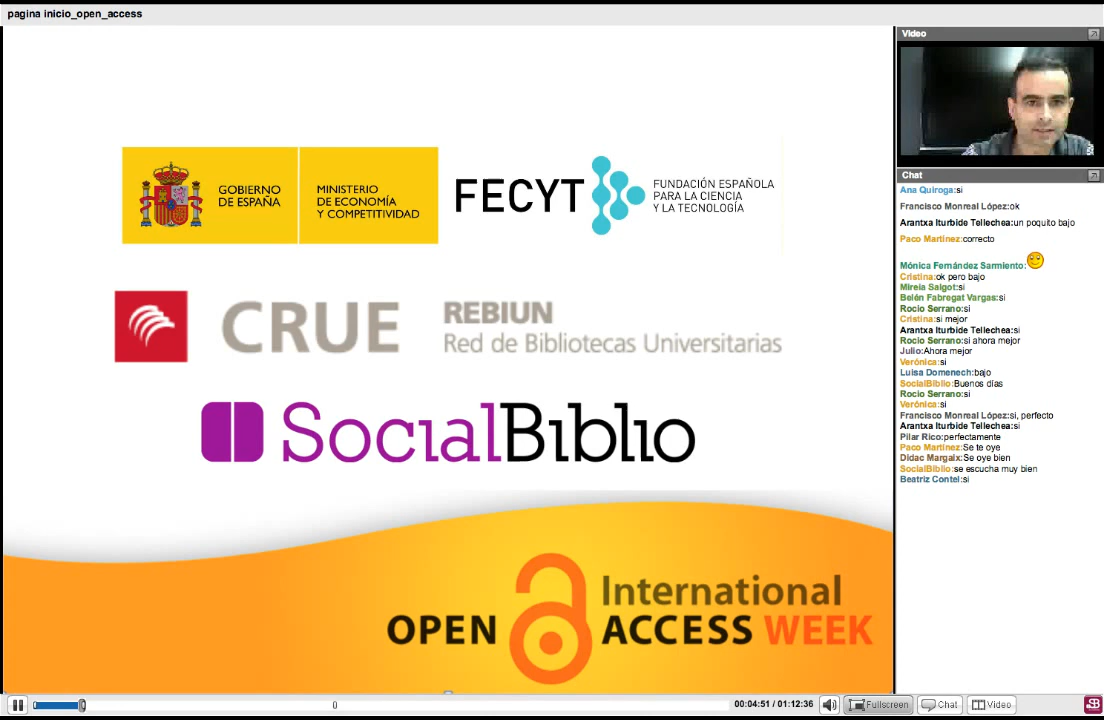 pagina inicio_open_access
GOBIERNO
DE ESPAÑA
MINISTERIO
DE ECONOMÍA
Y COMPETITIVIDAD
FECYT
FUNDACIÓN ESPAÑOLA
PARA LA CIENCIA
Y LA TECNOLOGÍA
CRUE
REBIUN
Red de Bibliotecas Universitarias
SocialBiblio
International
OPEN ACCESS WEEK
Video
Chat
Ana Quiroga:si
Francisco Monreal López:ok
Arantxa Iturbide Tellechea:un poquito bajo
Paco Martinez:correcto
Mónica Fernández Sarmiento:
Cristina:ok pero bajo
Mireia Salgot:si
Belén Fabregat Vargas:si
Rocio Serrano:si
Cristina:si mejor
Arantxa Iturbide Tellechea:si
Rocio Serrano:si ahora mejor
Julio:Ahora mejor
Verónica:si
Luisa Domenech:bajo
SocialBiblio:Buenos días
Rocio Serrano:si
Verónica:si
Francisco Monreal López:si, perfecto
Arantxa Iturbide Tellechea:si
Pilar Rico:perfectamente
Paco Martinez:Se te oye
Didac Margaix:Se oye bien
SocialBiblio:se escucha muy bien
Beatriz Contel:si
0
00:04:51 / 01:12:36
Fullscreen
Chat
Video
SB